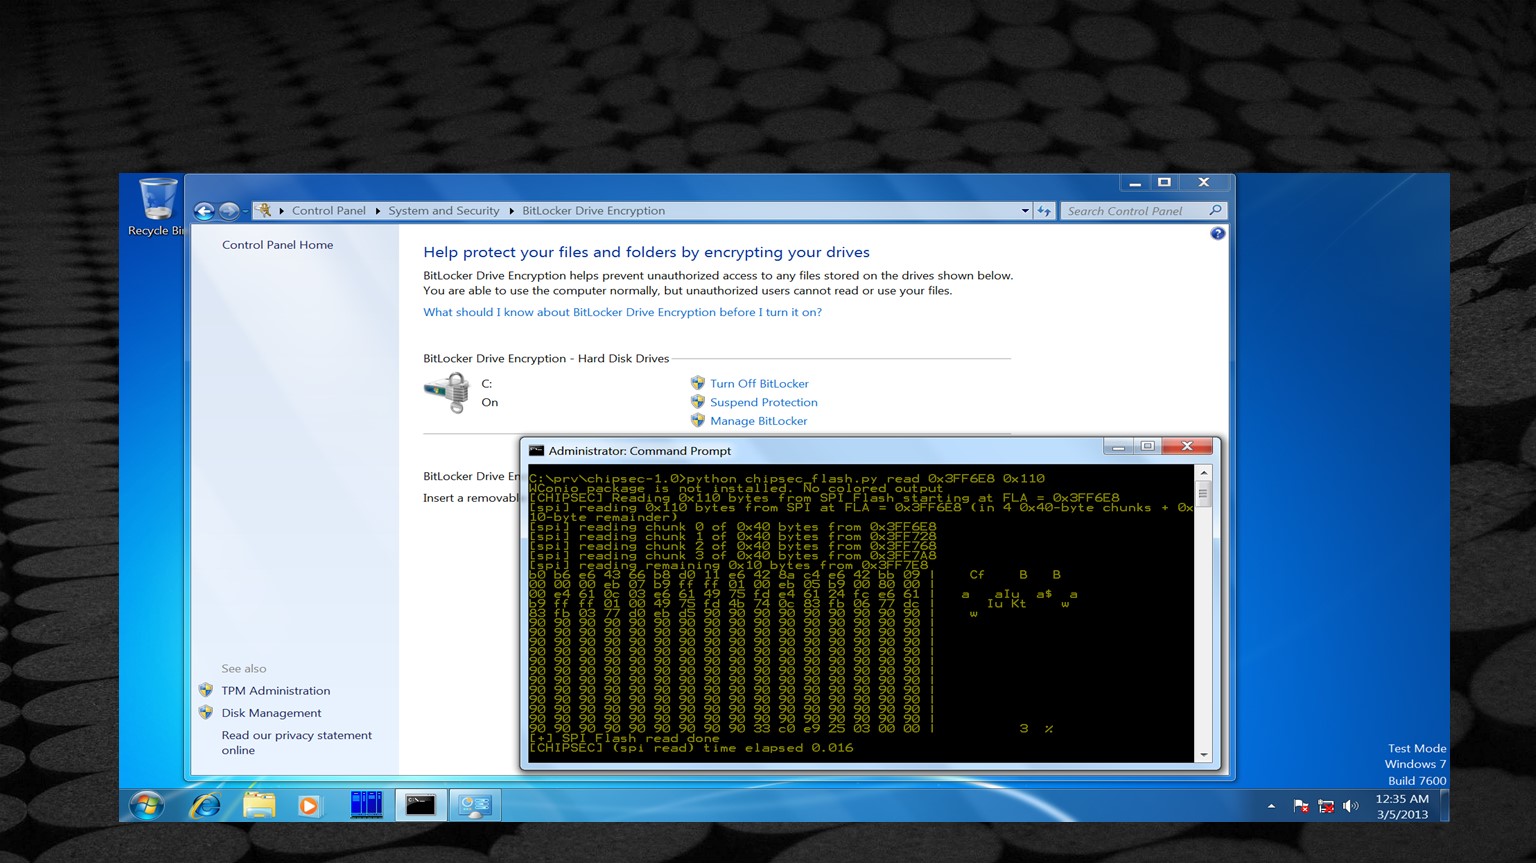 Recycle Bi
Control Panel
System and Security
BitLocker Drive Encryption
Search Control Panel
Control Panel Home
Help protect your files and folders by encrypting your drives
BitLocker Drive Encryption helps prevent unauthorized access to any files stored on the drives shown below.
You are able to use the computer normally, but unauthorized users cannot read or use your files.
What should I know about BitLocker Drive Encryption before I turn it on?
BitLocker Drive Encryption - Hard Disk Drives
C:
On
Turn Off BitLocker
Suspend Protection
Manage BitLocker
BitLocker Drive En
Insert a removabl
See also
TPM Administration
Disk Management
Read our privacy statement
online
Administrator: Command Prompt
C:\prv\chipsec-1.0>python chipsec_flash.py read 0x3FF6E8 0x110
WConio package is not installed. No colored output
[CHIPSEC] Reading 0x110 bytes from SPI Flash starting at FLA = 0x3FF6E8
[spi] reading 0x110 bytes from SPI at FLA = 0x3FF6E8 (in 4 0x40-byte chunks + 0x
10-byte remainder)
[spi] reading chunk 0 of 0x40 bytes from 0x3FF6E8
[spi] reading chunk 1 of 0x40 bytes from 0x3FF728
[spi] reading chunk 2 of 0x40 bytes from 0x3FF768
[spi] reading chunk 3 of 0x40 bytes from 0x3FF7A8
[spi] reading remaining 0x10 bytes from 0x3FF7E8
b0 b6 e6 43 66 b8 d0 11 e6 42 8a c4 e6 42 bb 09 | Cf B B
00 00 00 eb 07 b9 ff ff 01 00 eb 05 b9 00 80 00 |
00 e4 61 0c 03 e6 61 49 75 fd e4 61 24 fc e6 61 | a aIu a$ a
b9 ff ff 01 00 49 75 fd 4b 74 0c 83 fb 06 77 dc | Iu Kt w
83 fb 03 77 d0 eb d5 90 90 90 90 90 90 90 90 90 | w
90 90 90 90 90 90 90 90 90 90 90 90 90 90 90 90 |
90 90 90 90 90 90 90 90 90 90 90 90 90 90 90 90 |
90 90 90 90 90 90 90 90 90 90 90 90 90 90 90 90 |
90 90 90 90 90 90 90 90 90 90 90 90 90 90 90 90 |
90 90 90 90 90 90 90 90 90 90 90 90 90 90 90 90 |
90 90 90 90 90 90 90 90 90 90 90 90 90 90 90 90 |
90 90 90 90 90 90 90 90 90 90 90 90 90 90 90 90 |
90 90 90 90 90 90 90 90 90 90 90 90 90 90 90 90 |
90 90 90 90 90 90 90 90 90 90 90 90 90 90 90 90 |
90 90 90 90 90 90 90 90 90 90 90 90 90 90 90 90 |
90 90 90 90 90 90 90 90 90 90 90 90 90 90 90 90 |
90 90 90 90 90 90 90 90 90 33 c0 e9 25 03 00 00 | 3 %
[+] SPI Flash read done
[CHIPSEC] (spi read) time elapsed 0.016
Test Mode
Windows 7
Build 7600
12:35 AM
3/5/2013